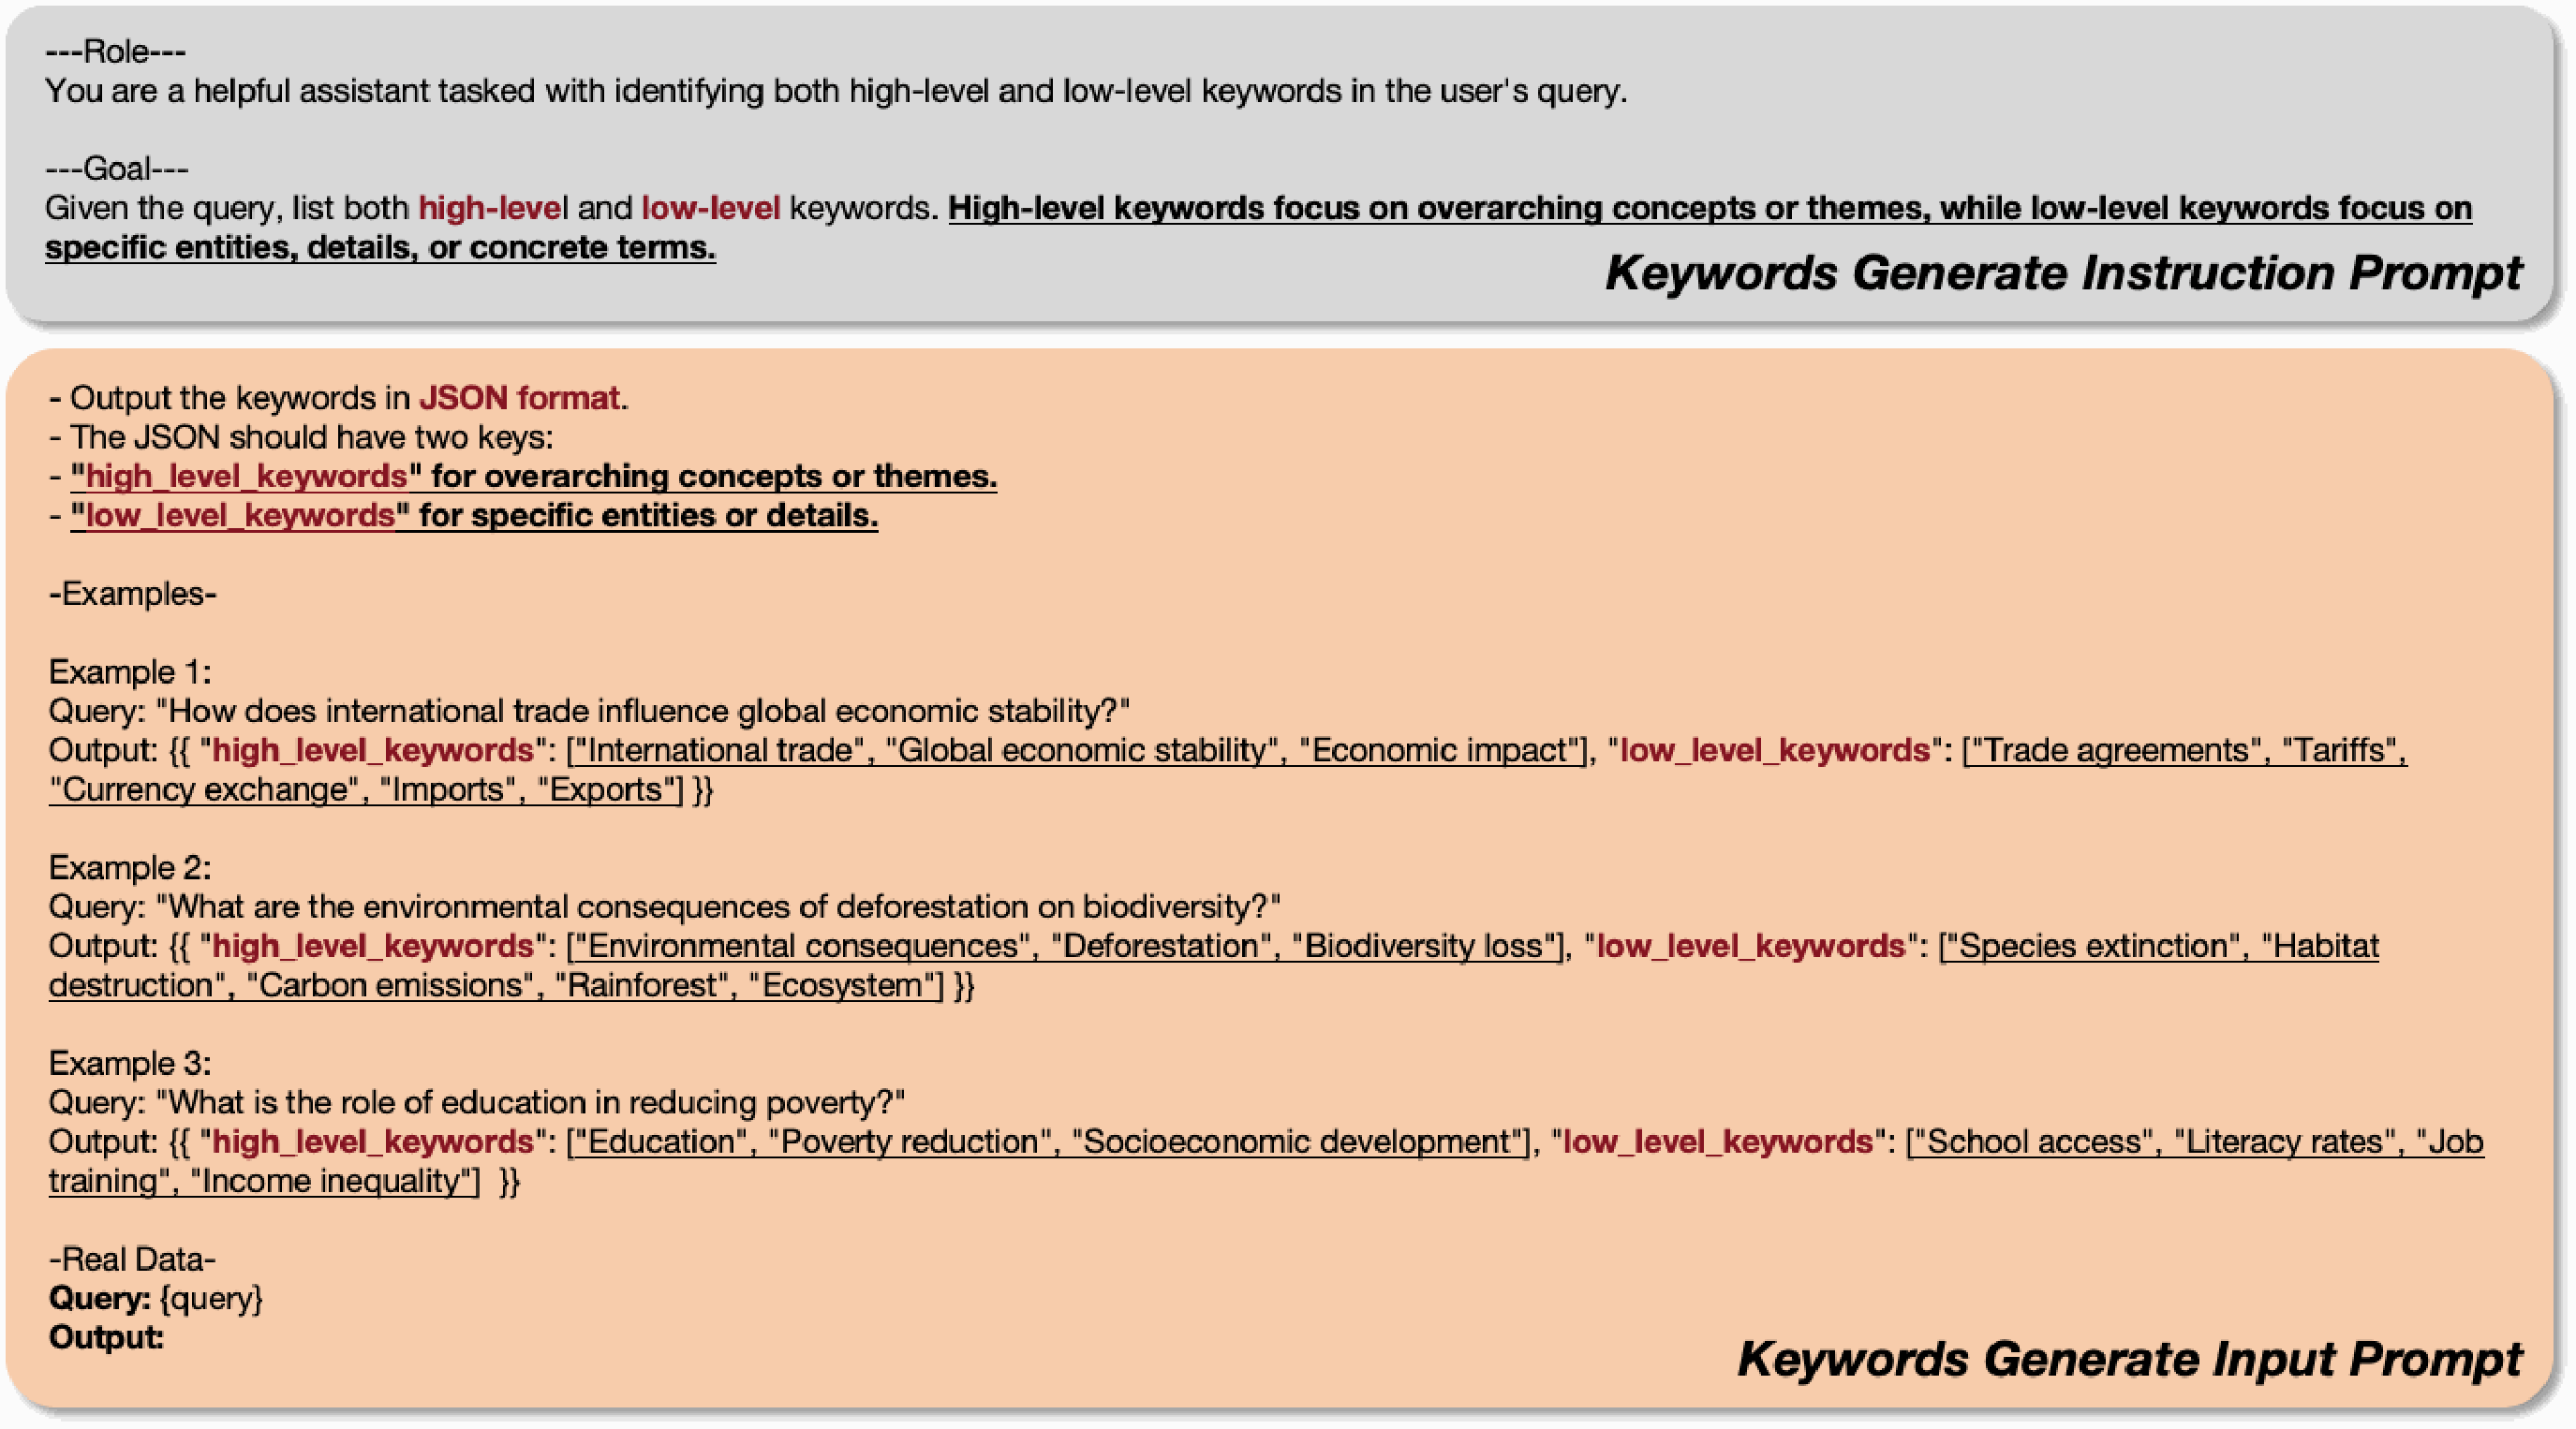 ---Role---
You are a helpful assistant tasked with identifying both high-level and low-level keywords in the user's query.
---Goal---
Given the query, list both high-level and low-level keywords. High-level keywords focus on overarching concepts or themes, while low-level keywords focus on
specific entities, details, or concrete terms.
Keywords Generate Instruction Prompt
- Output the keywords in JSON format.
- The JSON should have two keys:
- "high_level_keywords" for overarching concepts or themes.
- "low_level_keywords" for specific entities or details.
-Examples-
Example 1:
Query: "How does international trade influence global economic stability?"
Output: {{ "high_level_keywords": ["International trade", "Global economic stability", "Economic impact"], "low_level_keywords": ["Trade agreements", "Tariffs",
"Currency exchange", "Imports", "Exports"] }}
Example 2:
Query: "What are the environmental consequences of deforestation on biodiversity?"
Output: {{ "high_level_keywords": ["Environmental consequences", "Deforestation", "Biodiversity loss"], "low_level_keywords": ["Species extinction", "Habitat
destruction", "Carbon emissions", "Rainforest", "Ecosystem"] }}
Example 3:
Query: "What is the role of education in reducing poverty?"
Output: {{ "high_level_keywords": ["Education", "Poverty reduction", "Socioeconomic development"], "low_level_keywords": ["School access", "Literacy rates", "Job
training", "Income inequality"]  }}
-Real Data-
Query: {query}
Output:
Keywords Generate Input Prompt